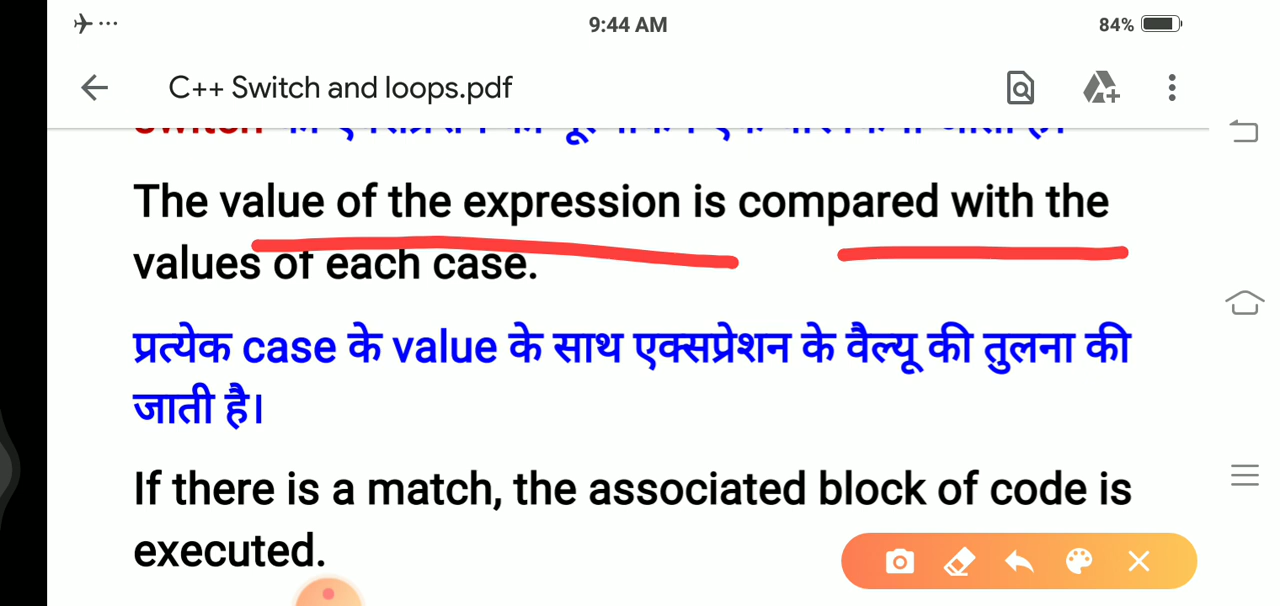 9:44 AM
84%
C++ Switch and loops.pdf
The value of the expression is compared with the
values of each case.
प्रत्येक case के value के साथ एक्सप्रेशन के वैल्यू की तुलना की
जाती है।
If there is a match, the associated block of code is
executed.